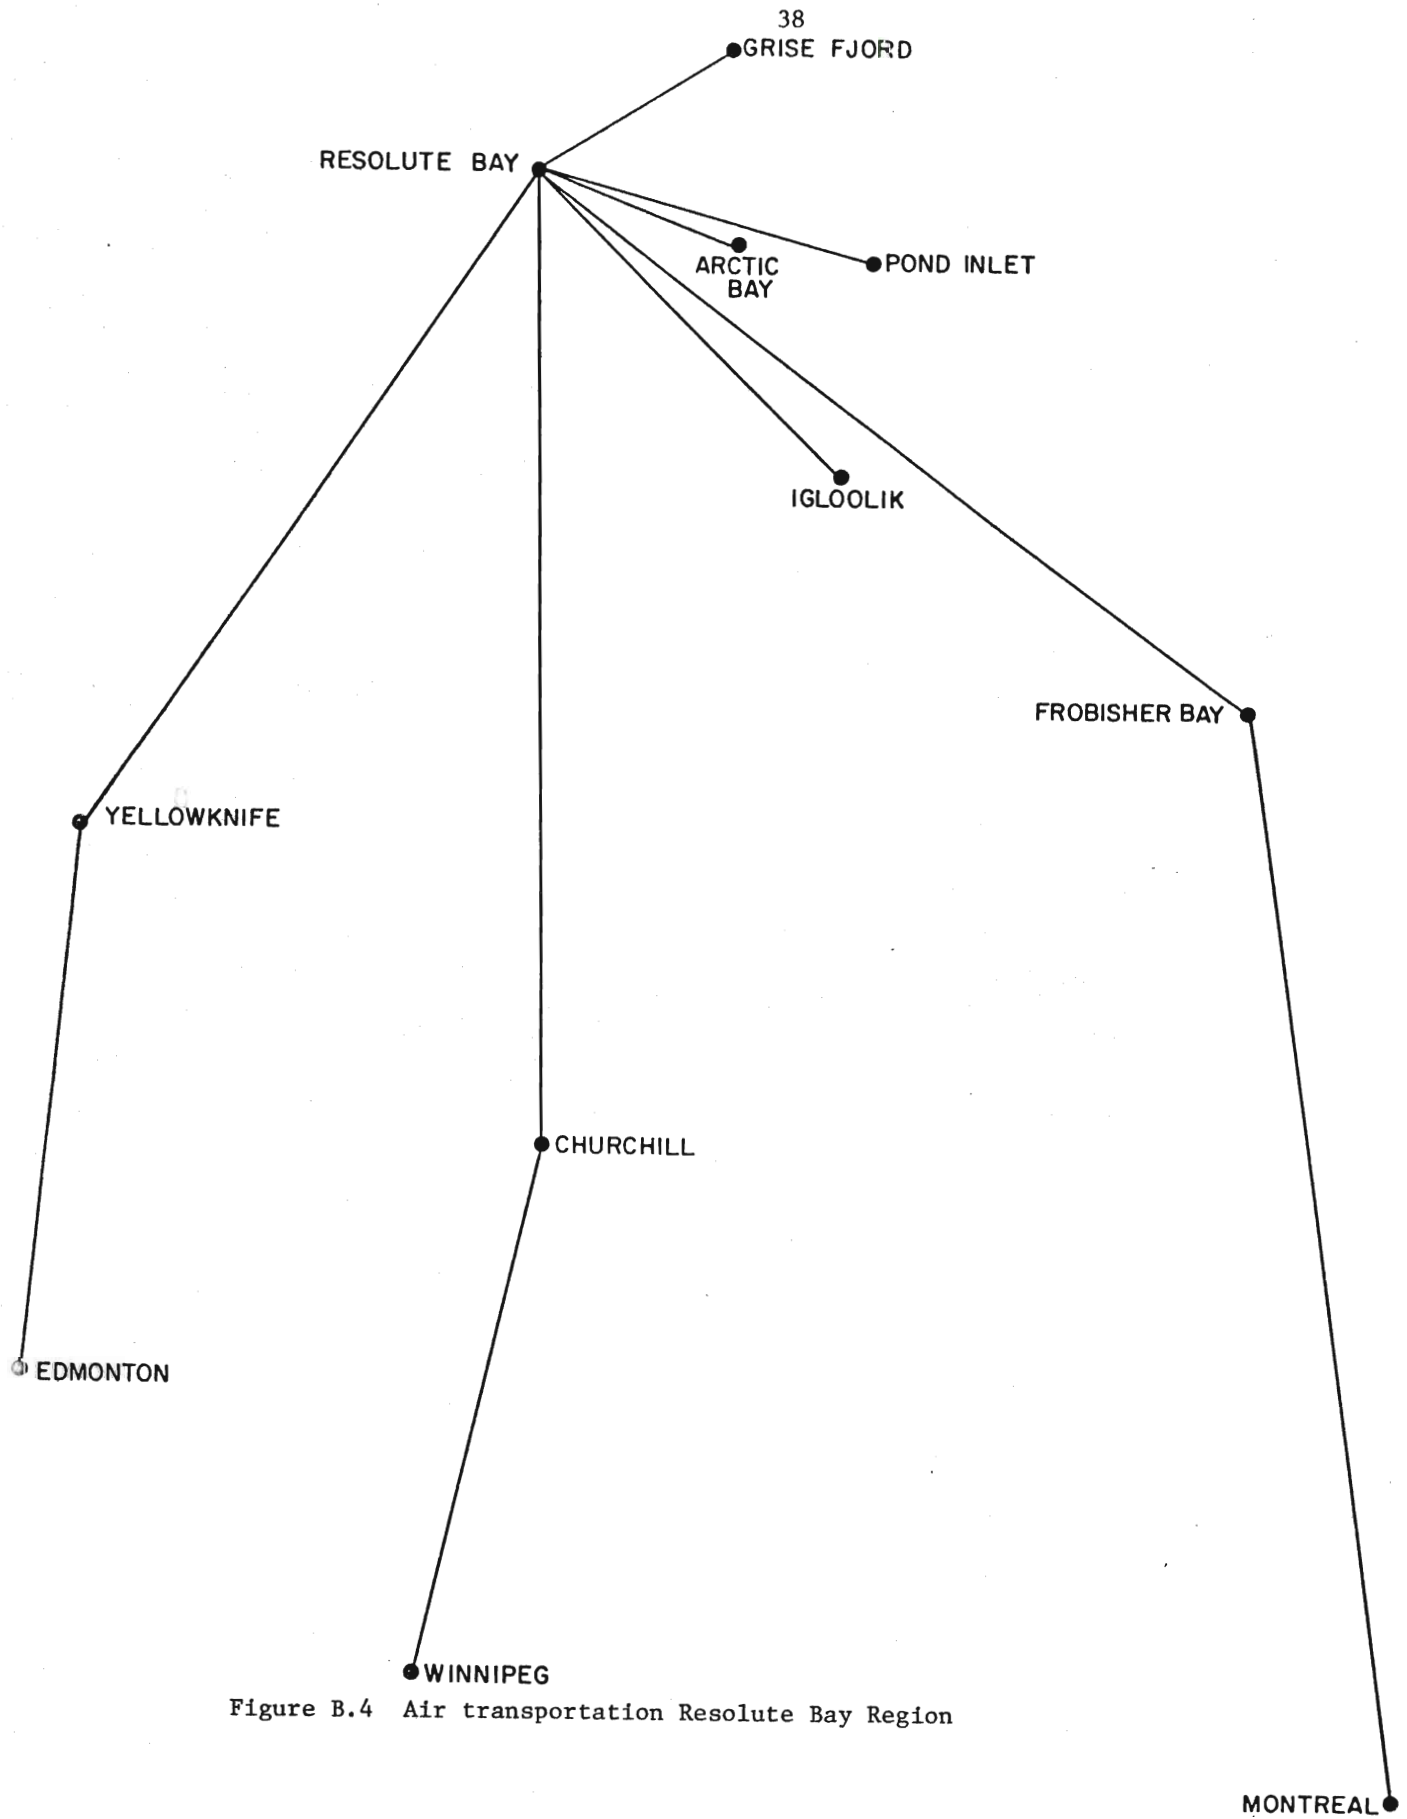 38
GRISE FJORD
RESOLUTE BAY
ARCTIC
BAY
POND INLET
IGLOOLIK
FROBISHER BAY
YELLOWKNIFE
CHURCHILL
EDMONTON
WINNIPEG
Figure B.4 Air transportation Resolute Bay Region
MONTREAL